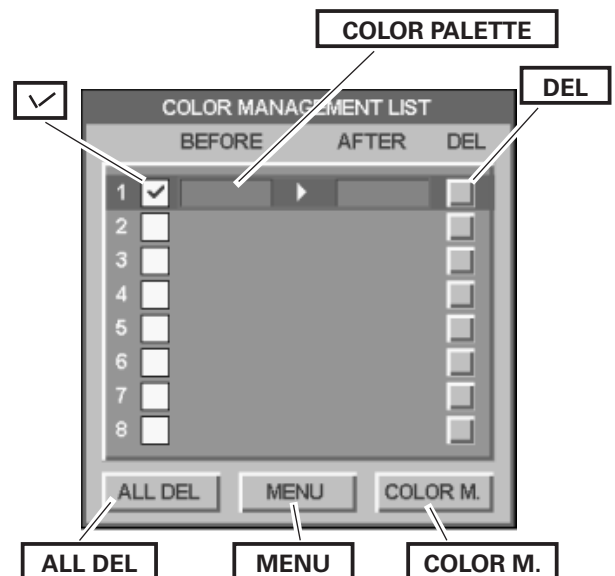 COLOR PALETTE
DEL
COLOR MANAGEMENT LIST
BEFORE AFTER DEL
1
2
3
4
5
6
7
8
ALL DEL MENU COLOR M.
ALL DEL MENU COLOR M.